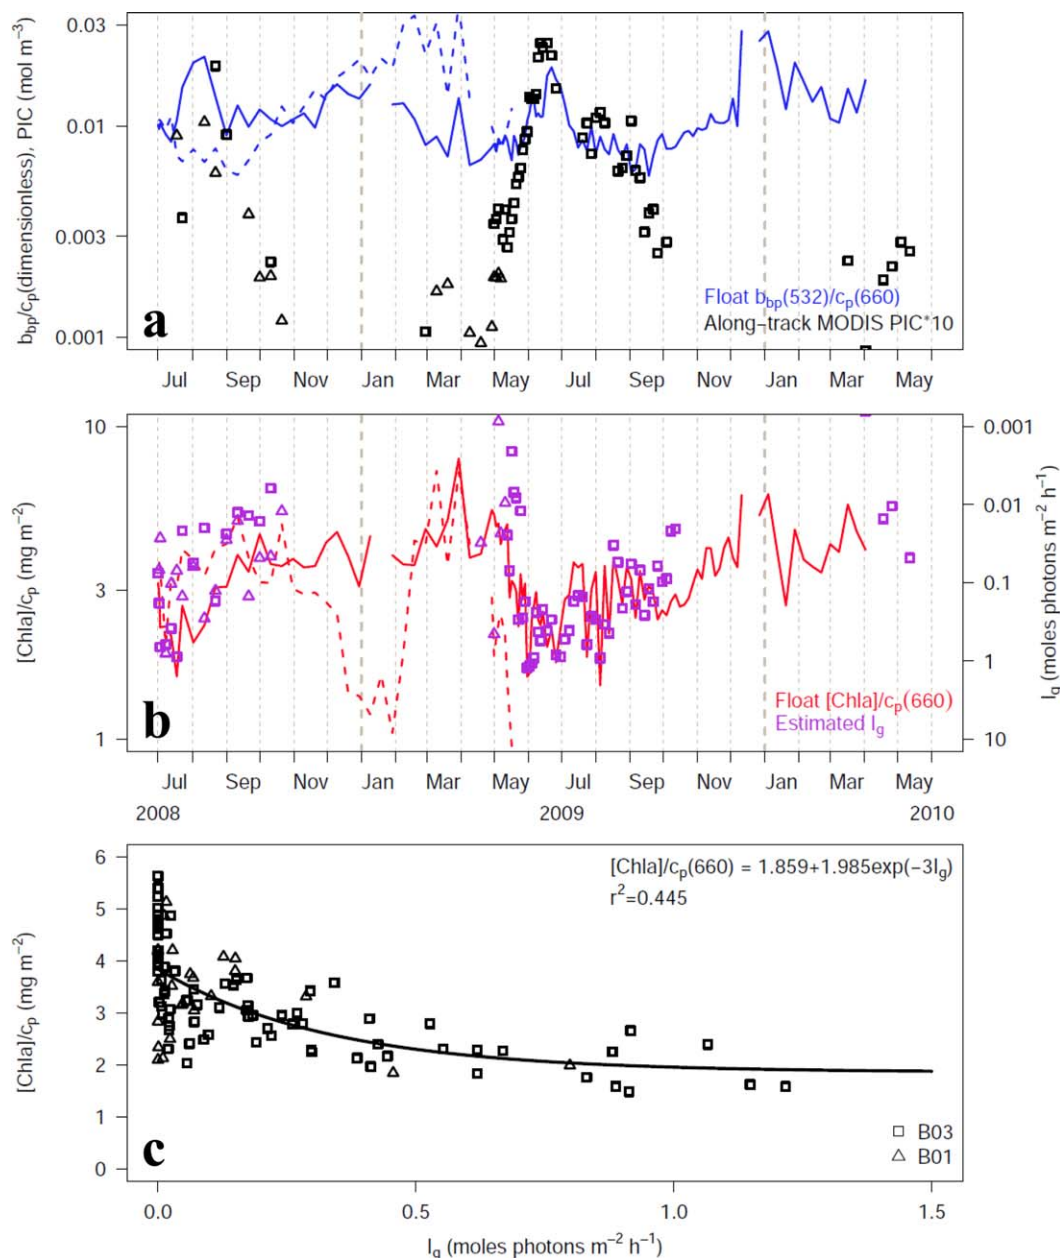 0.03
0.01
0.003
0.001
b_bp/c_p(dimensionless), PIC (mol m⁻³)
a
Float b_bp(532)/c_p(660)
Along−track MODIS PIC*10
Jul Sep Nov Jan Mar May Jul Sep Nov Jan Mar May
10
3
1
[Chla]/c_p (mg m⁻²)
0.001
0.01
0.1
1
10
I_g (moles photons m⁻² h⁻¹)
b
Float [Chla]/c_p(660)
Estimated I_g
Jul Sep Nov Jan Mar May Jul Sep Nov Jan Mar May
2008 2009 2010
6
5
4
3
2
1
0
[Chla]/c_p (mg m⁻²)
[Chla]/c_p(660) = 1.859+1.985exp(−3I_g)
r²=0.445
c
B03
B01
0.0 0.5 1.0 1.5
I_g (moles photons m⁻² h⁻¹)